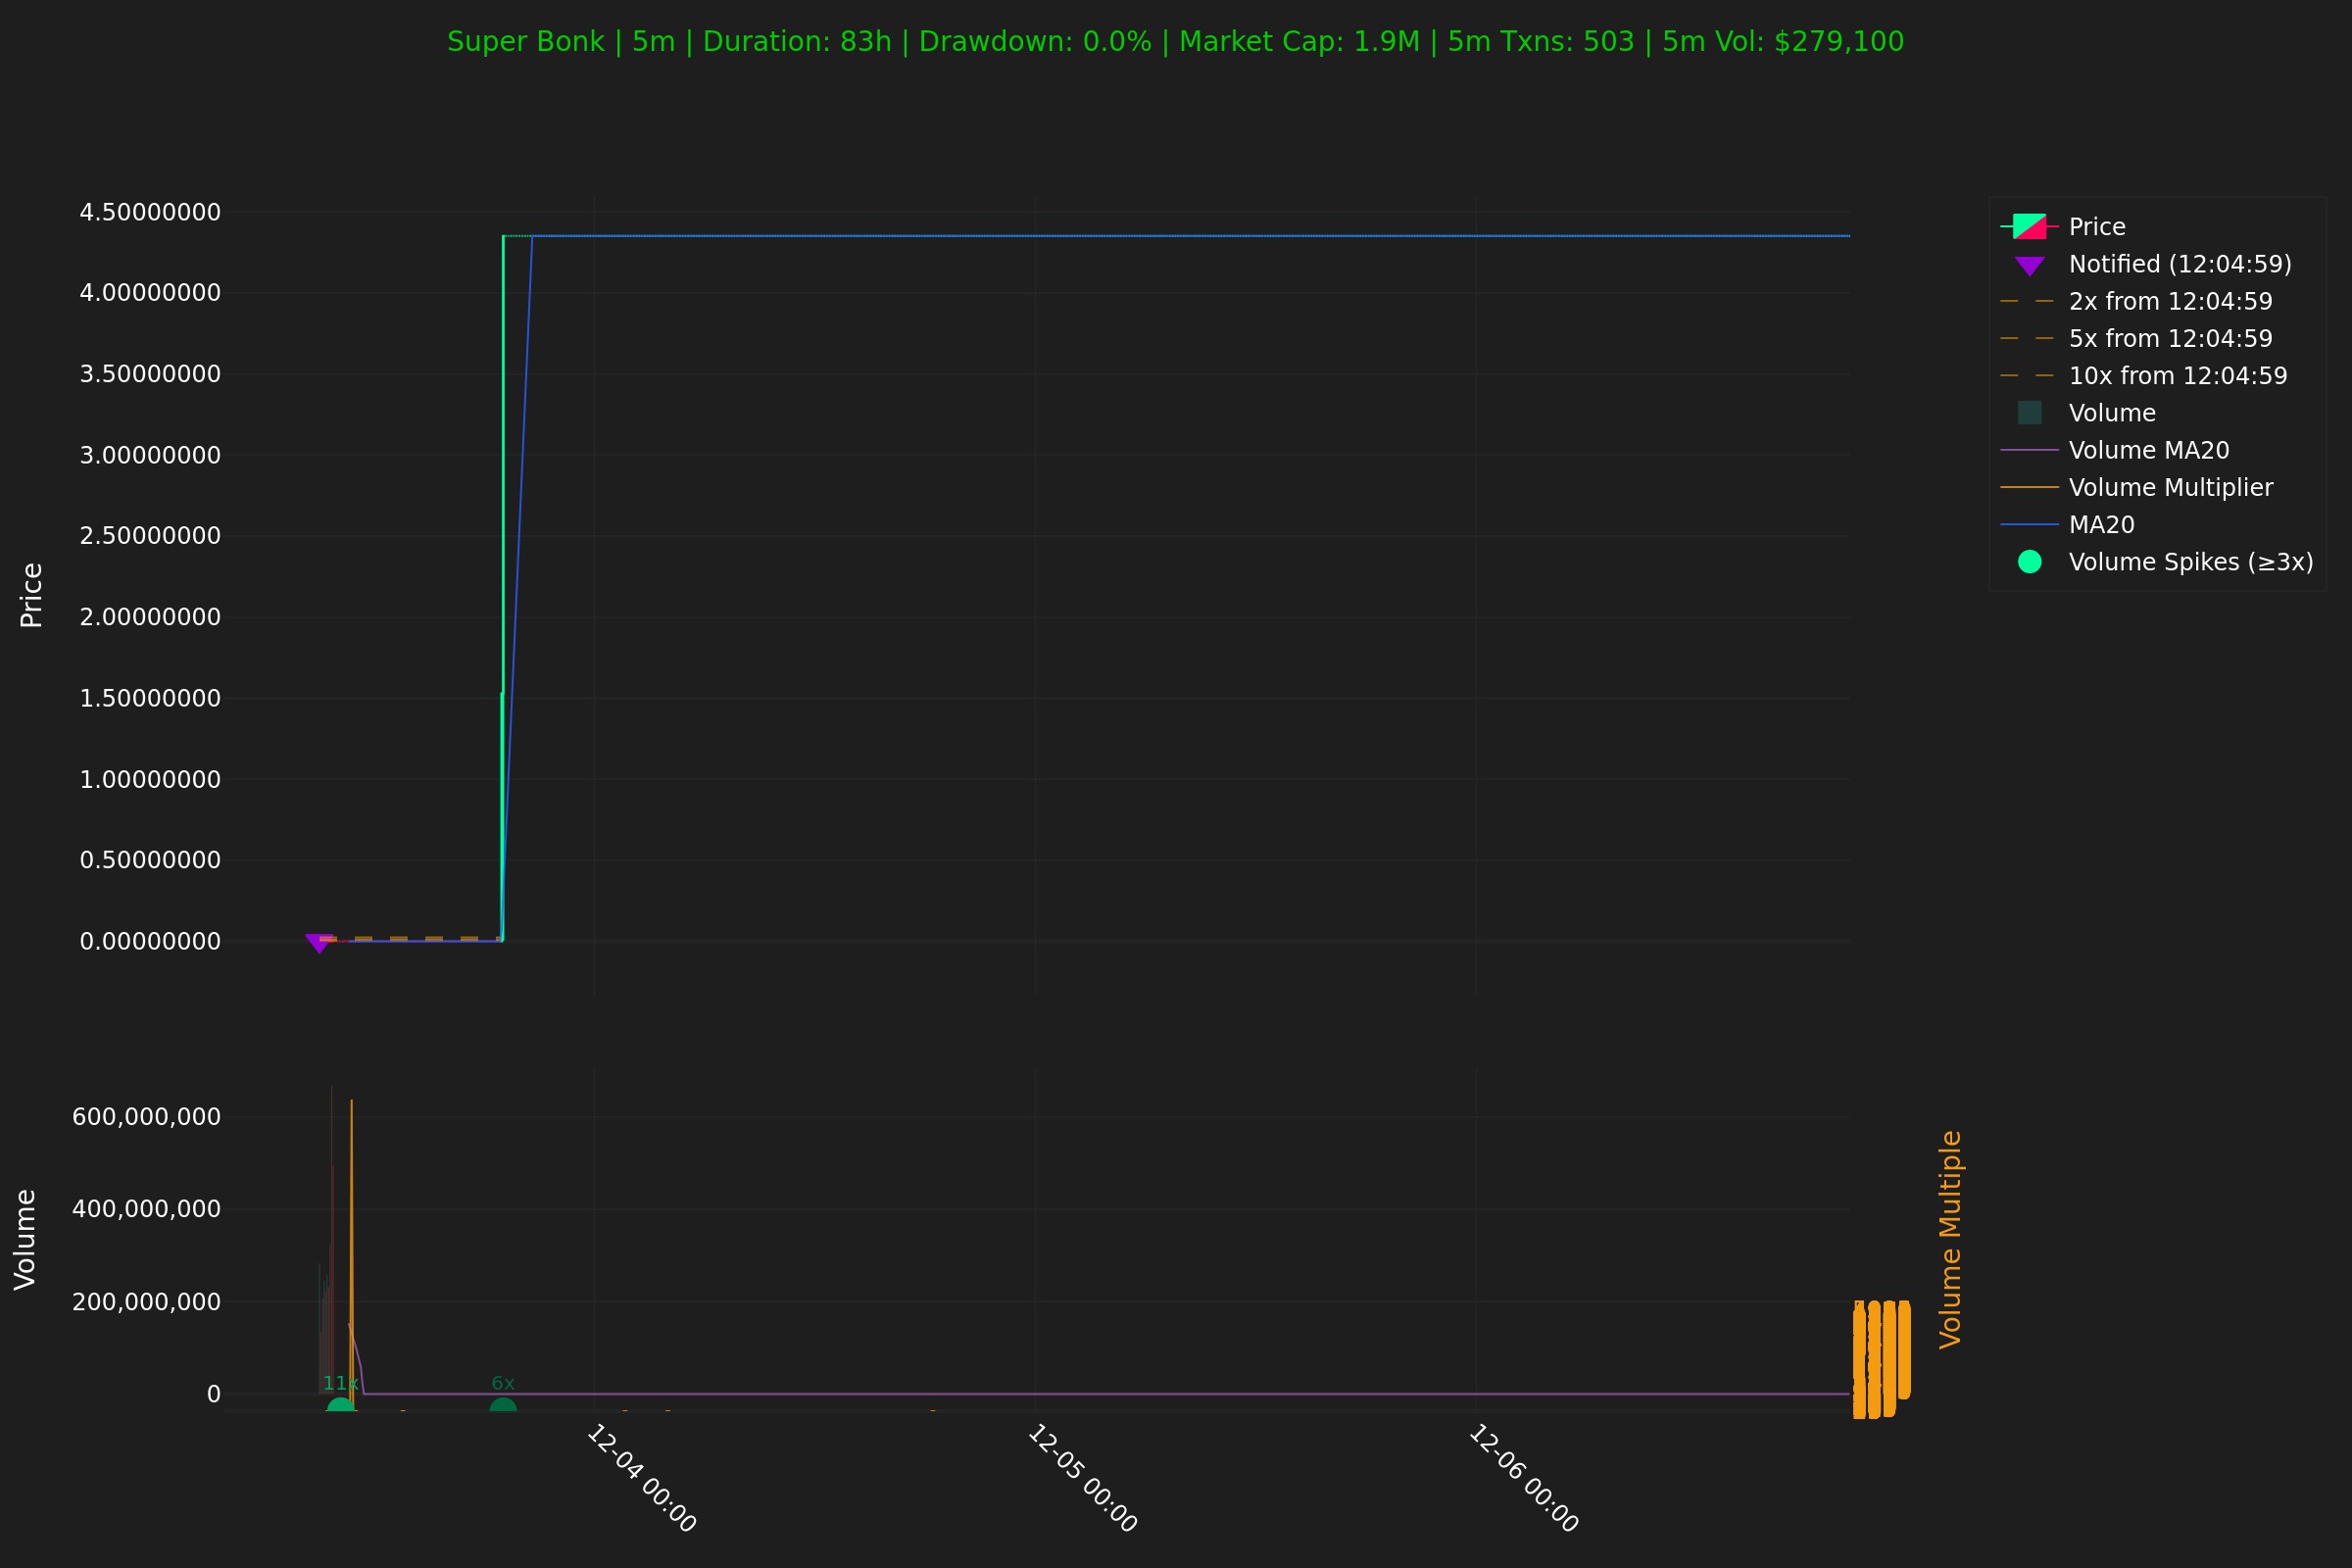 Super Bonk | 5m | Duration: 83h | Drawdown: 0.0% | Market Cap: 1.9M | 5m Txns: 503 | 5m Vol: $279,100
4.50000000
4.00000000
3.50000000
3.00000000
2.50000000
2.00000000
1.50000000
1.00000000
0.50000000
0.00000000
Price
Price
Notified (12:04:59)
2x from 12:04:59
5x from 12:04:59
10x from 12:04:59
Volume
Volume MA20
Volume Multiplier
MA20
Volume Spikes (≥3x)
600,000,000
400,000,000
200,000,000
0
Volume
11x
6x
Volume Multiple
12-04 00:00
12-05 00:00
12-06 00:00